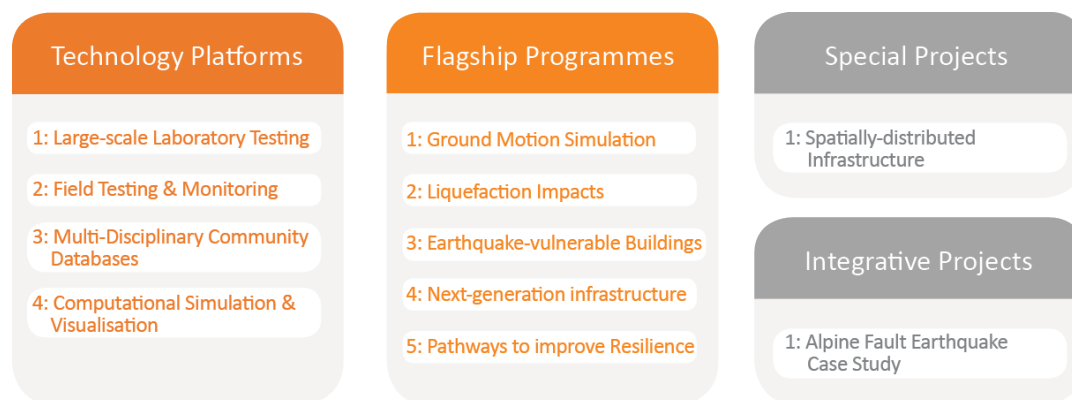 Technology Platforms
1: Large-scale Laboratory Testing
2: Field Testing & Monitoring
3: Multi-Disciplinary Community
Databases
4: Computational Simulation &
Visualisation
Flagship Programmes
1: Ground Motion Simulation
2: Liquefaction Impacts
3: Earthquake-vulnerable Buildings
4: Next-generation infrastructure
5: Pathways to improve Resilience
Special Projects
1: Spatially-distributed
Infrastructure
Integrative Projects
1: Alpine Fault Earthquake
Case Study